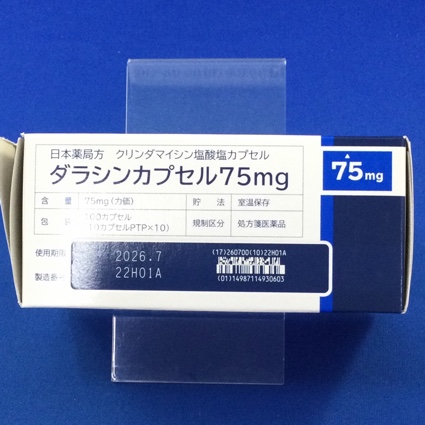 日本薬局方 クリンダマイシン塩酸塩カプセル
ダラシンカプセル75mg
75mg
含 量 75mg(力価) 貯 法 室温保存
包 100カプセル 規制区分 処方箋医薬品
10カプセルPTP×10)
使用期限 2026.7
製造番号 22H01A
(17)260700(10)22H01A
(01)14987114930603